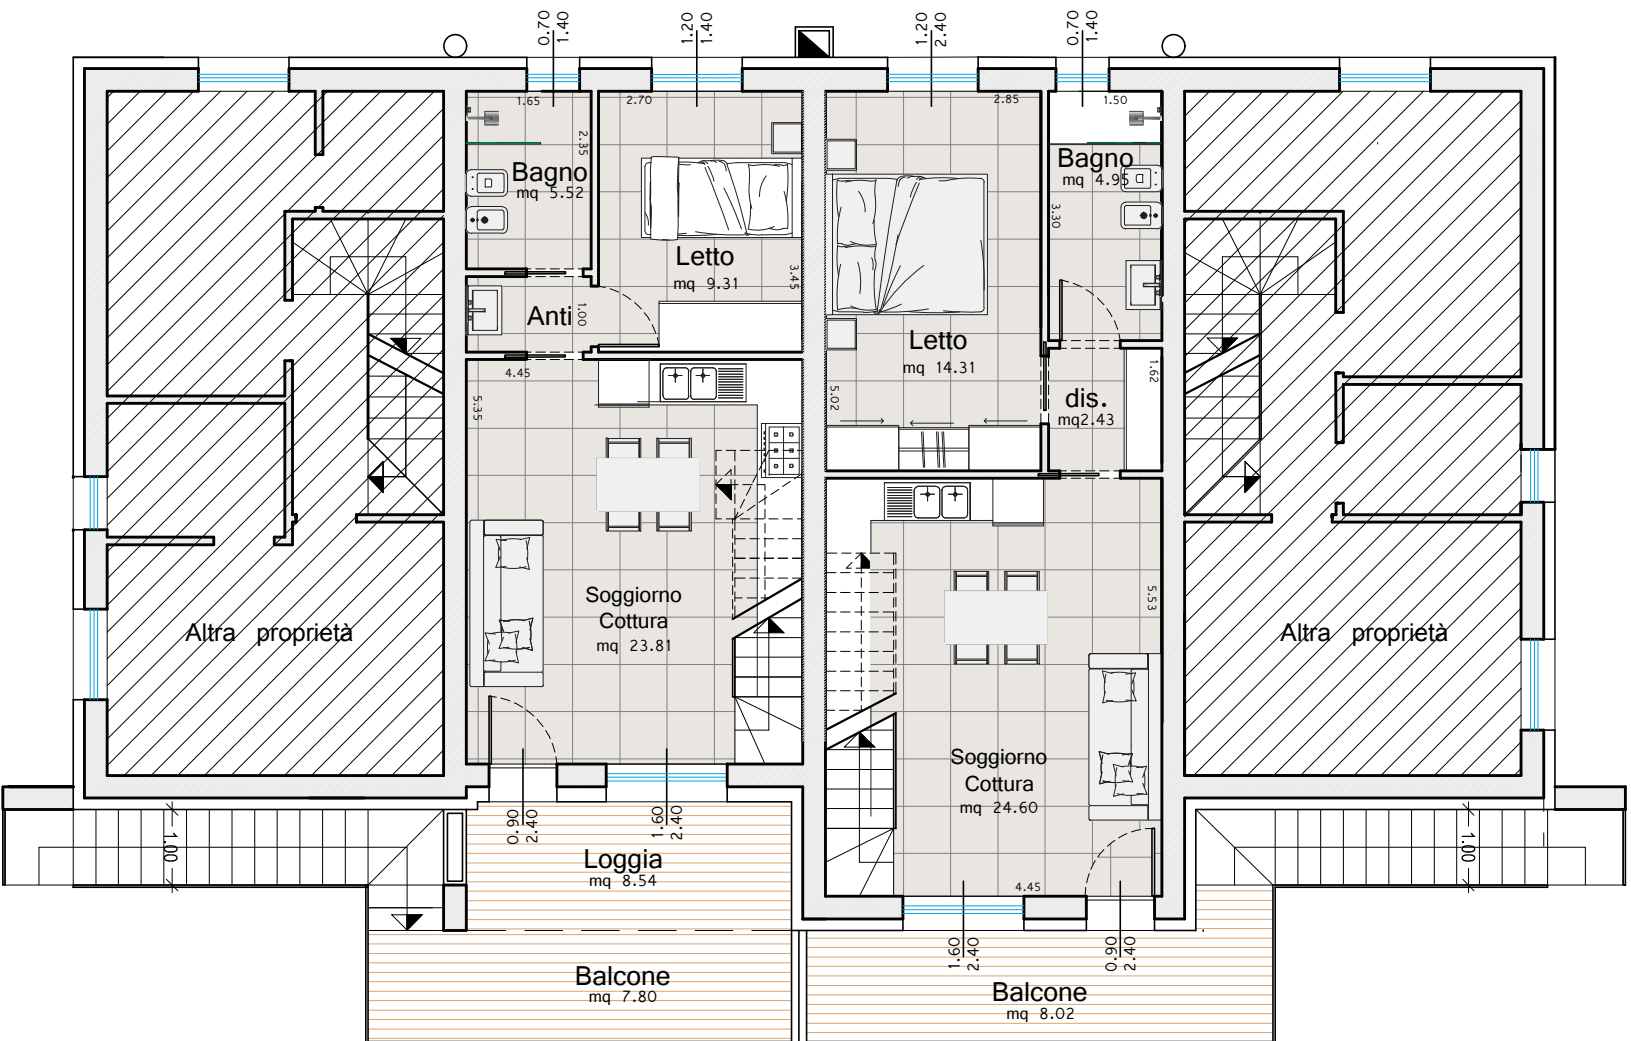 0.70
1.40
1.20
1.40
1.20
2.40
0.70
1.40
1.65
2.70
2.85
1.50
2.35
Bagno
mq 5.52
Bagno
mq 4.95
3.30
Letto
mq 9.31
3.45
Anti
1.00
Letto
mq 14.31
5.02
1.62
dis.
mq2.43
4.45
5.35
Soggiorno
Cottura
mq 23.81
5.53
Altra proprietà
Altra proprietà
Soggiorno
Cottura
mq 24.60
4.45
1.00
0.90
2.40
1.60
2.40
1.00
Loggia
mq 8.54
1.60
2.40
0.90
2.40
Balcone
mq 7.80
Balcone
mq 8.02